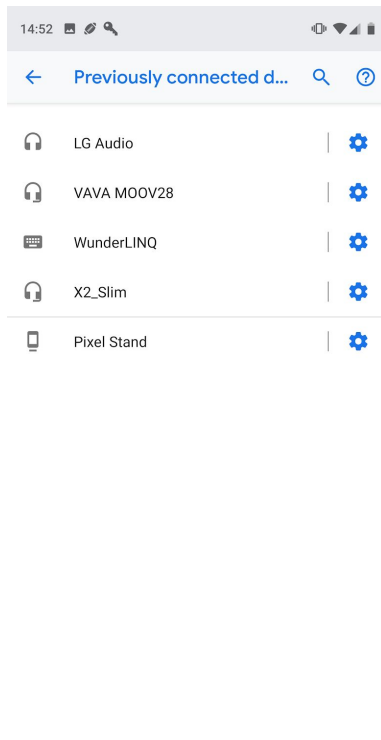 14:52
Previously connected d...
LG Audio
VAVA MOOV28
WunderLINQ
X2_Slim
Pixel Stand